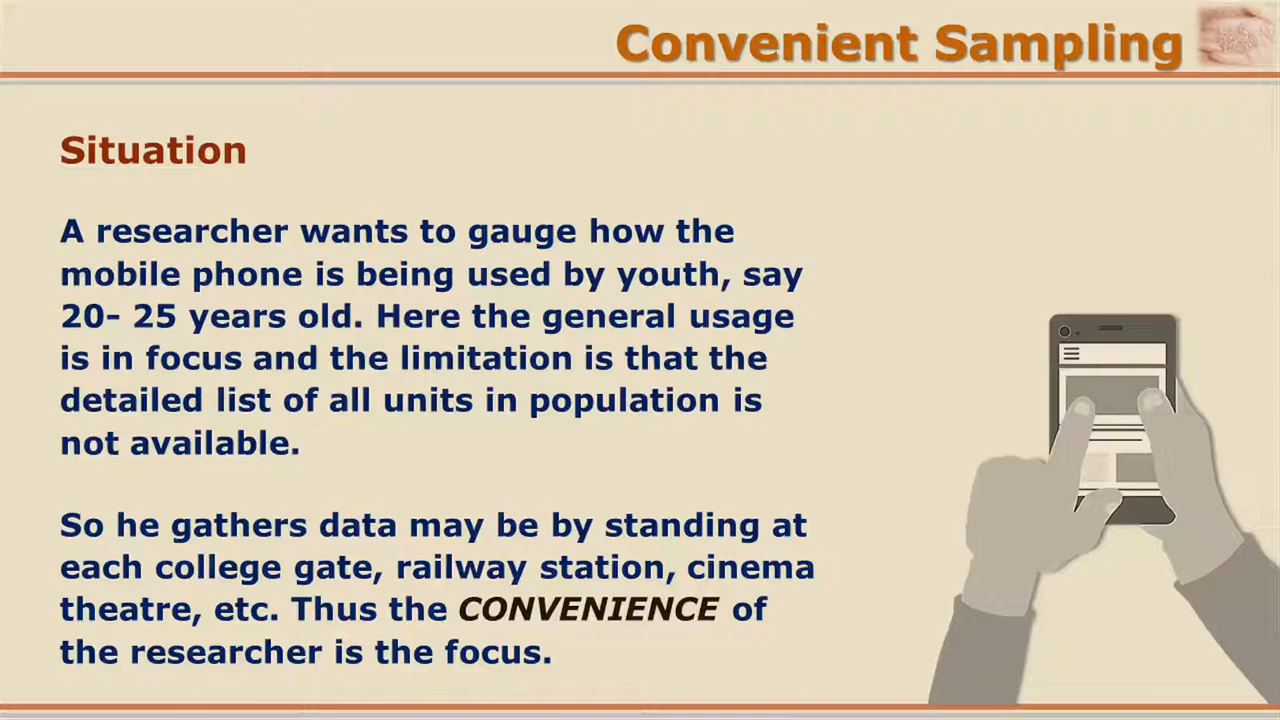 Convenient Sampling
Situation
A researcher wants to gauge how the
mobile phone is being used by youth, say
20- 25 years old. Here the general usage
is in focus and the limitation is that the
detailed list of all units in population is
not available.
So he gathers data may be by standing at
each college gate, railway station, cinema
theatre, etc. Thus the CONVENIENCE of
the researcher is the focus.